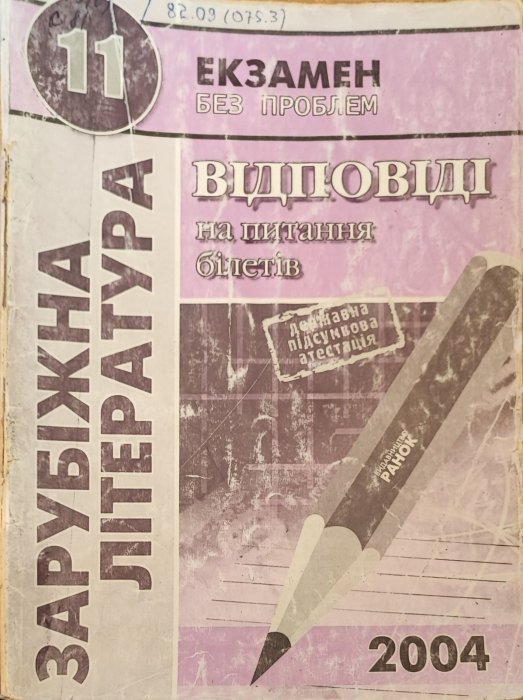 82.09 (075.3)
11
ЕКЗАМЕН
БЕЗ ПРОБЛЕМ
ЗАРУБІЖНА
ЛІТЕРАТУРА
ВІДПОВІДІ
на питання
білетів
Державна
підсумкова
атестація
ВИДАВНИЦТВО
РАНОК
2004